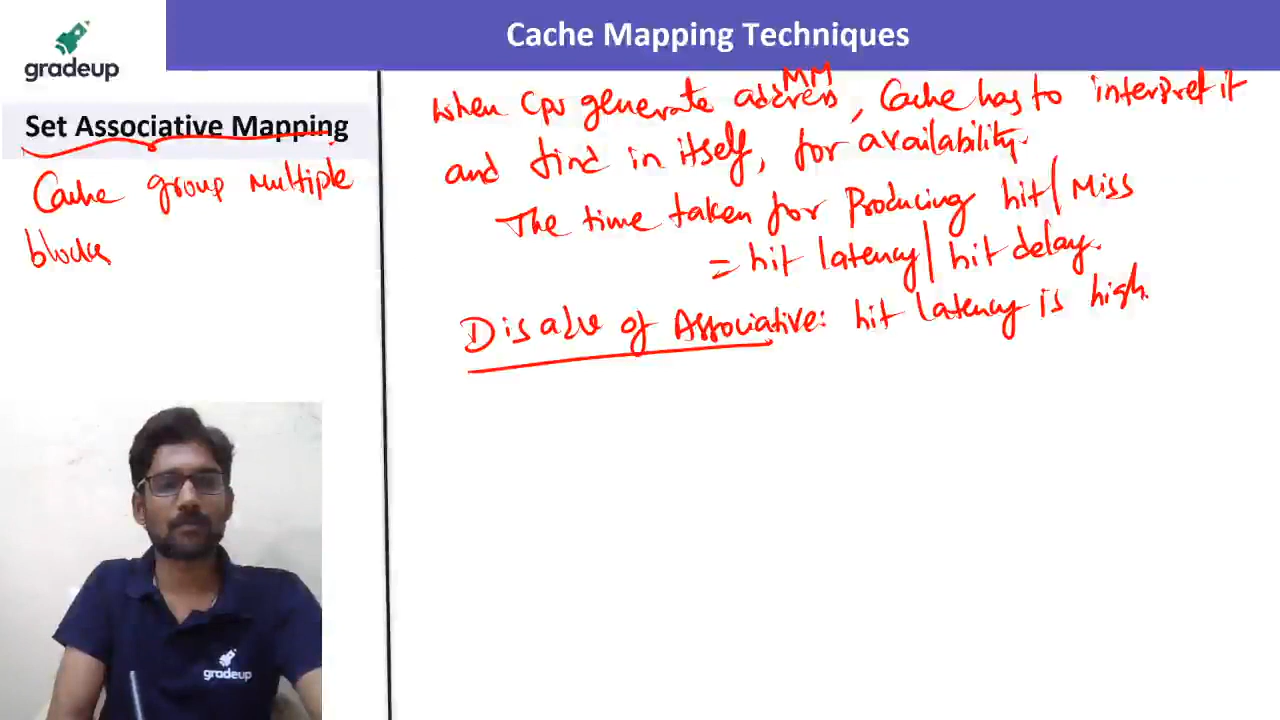 Cache Mapping Techniques
gradeup
Set Associative Mapping
Cache group multiple
blocks
When CPU generate address MM, Cache has to interpret it
and find in itself, for availability.
The time taken for Producing hit/Miss
= hit latency/hit delay.
Disadv of Associative: hit latency is high.
gradeup